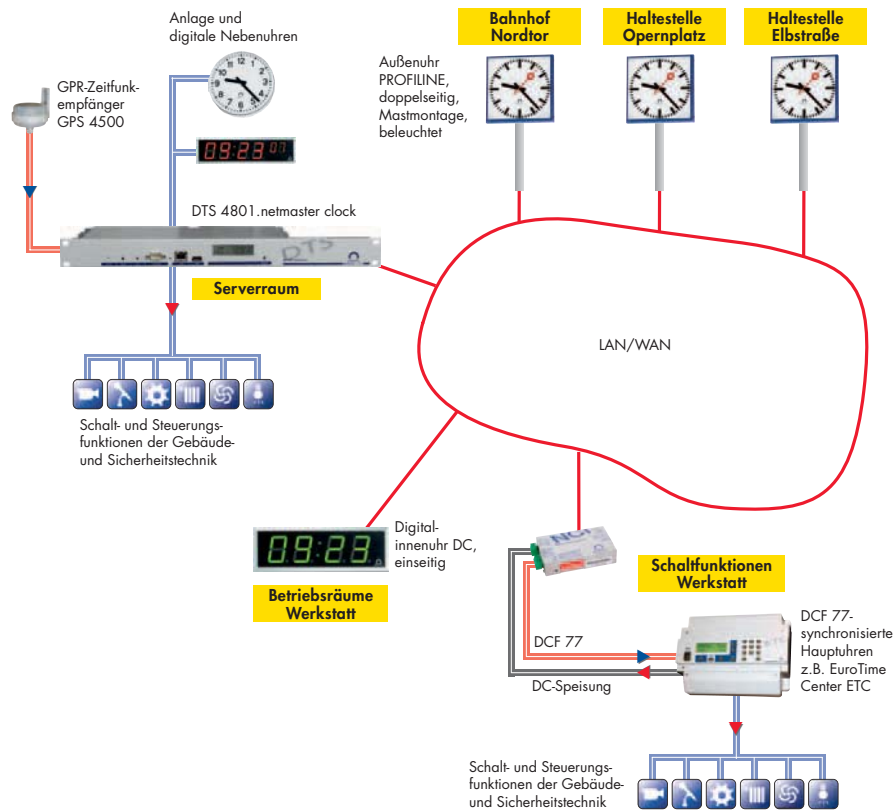 Anlage und
digitale Nebenuhren
Bahnhof
Nordtor
Haltestelle
Opernplatz
Haltestelle
Elbstraße
GPR-Zeitfunk-
empfänger
GPS 4500
Außenuhr
PROFILINE,
doppelseitig,
Mastmontage,
beleuchtet
09:23 07
DTS 4801.netmaster clock
DTS
Serverraum
LAN/WAN
Schalt- und Steuerungs-
funktionen der Gebäude-
und Sicherheitstechnik
09:23
Digital-
innenuhr DC,
einseitig
Betriebsräume
Werkstatt
Schaltfunktionen
Werkstatt
DCF 77
DC-Speisung
DCF 77-
synchronisierte
Hauptuhren
z.B. EuroTime
Center ETC
Schalt- und Steuerungs-
funktionen der Gebäude-
und Sicherheitstechnik